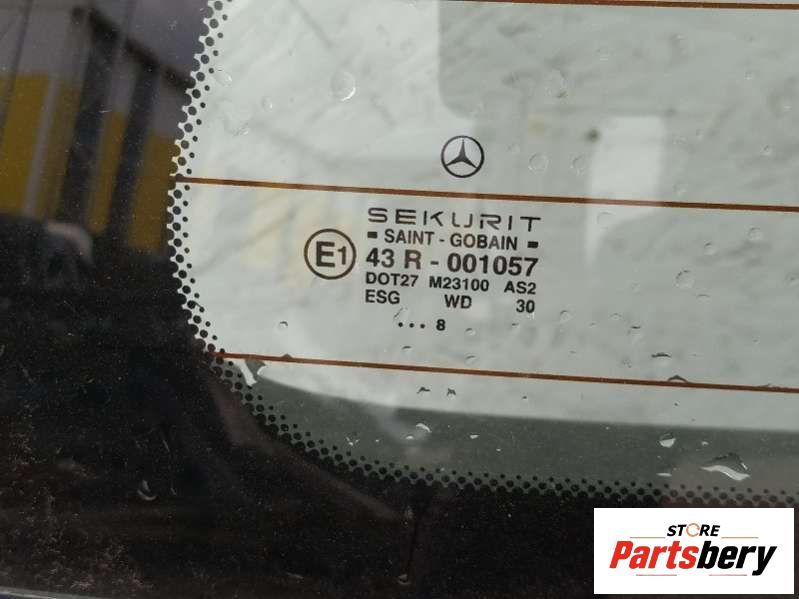 SEKURIT
SAINT - GOBAIN
E1 43 R - 001057
DOT27 M23100 AS2
ESG WD 30
... 8
STORE
Partsbery